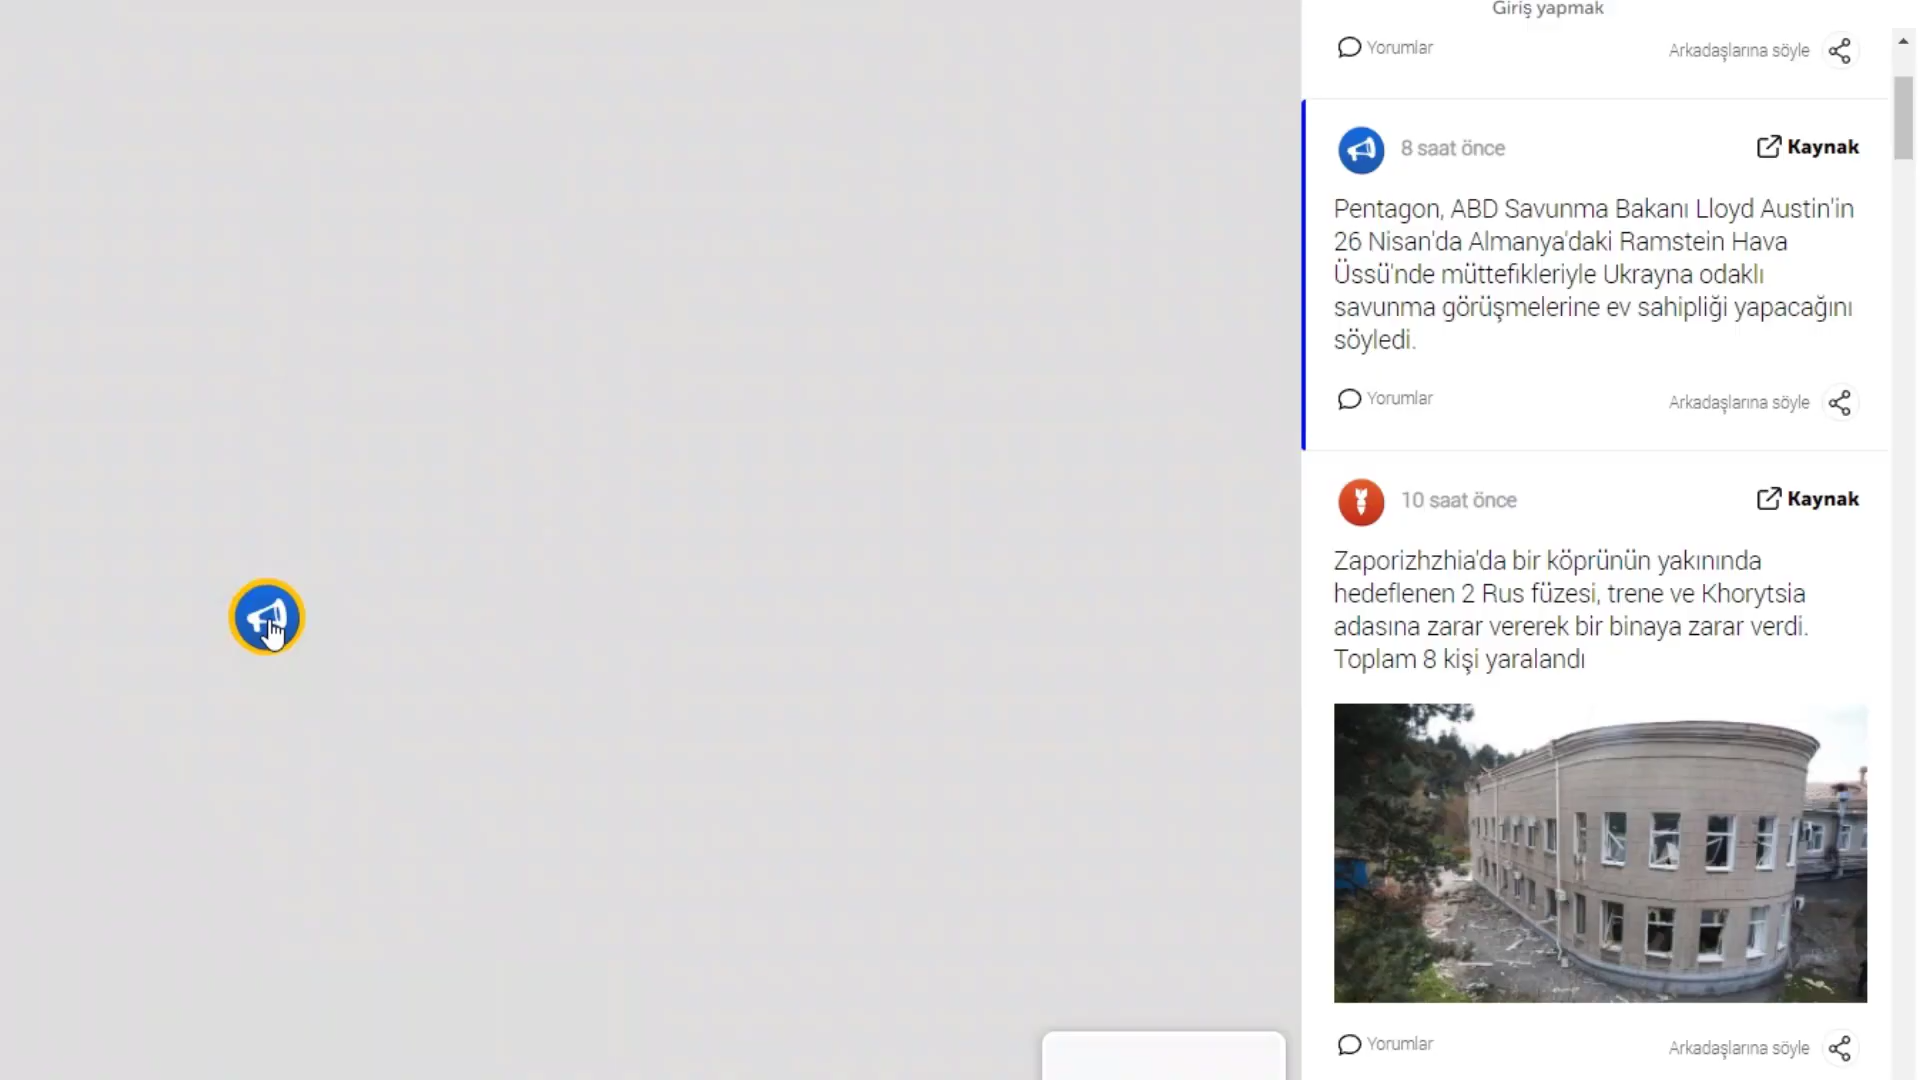 Giriş yapmak
Yorumlar
Arkadaşlarına söyle
8 saat önce
Kaynak
Pentagon, ABD Savunma Bakanı Lloyd Austin'in
26 Nisan'da Almanya'daki Ramstein Hava
Üssü'nde müttefikleriyle Ukrayna odaklı
savunma görüşmelerine ev sahipliği yapacağını
söyledi.
Yorumlar
Arkadaşlarına söyle
10 saat önce
Kaynak
Zaporizhzhia'da bir köprünün yakınında
hedeflenen 2 Rus füzesi, trene ve Khorytsia
adasına zarar vererek bir binaya zarar verdi.
Toplam 8 kişi yaralandı
Yorumlar
Arkadaşlarına söyle